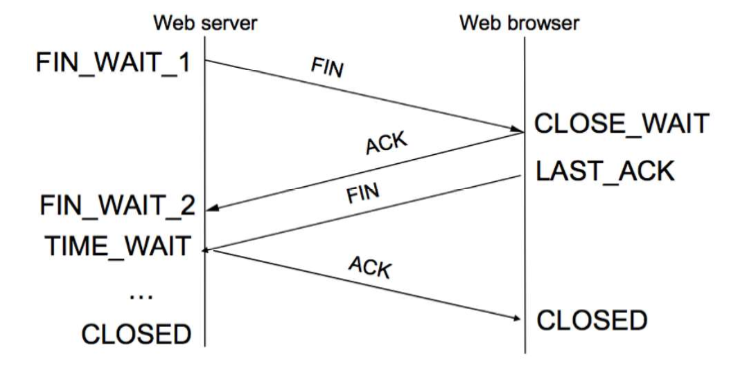 Web server
Web browser
FIN_WAIT_1
FIN
CLOSE_WAIT
ACK
LAST_ACK
FIN
FIN_WAIT_2
TIME_WAIT
ACK
...
CLOSED
CLOSED